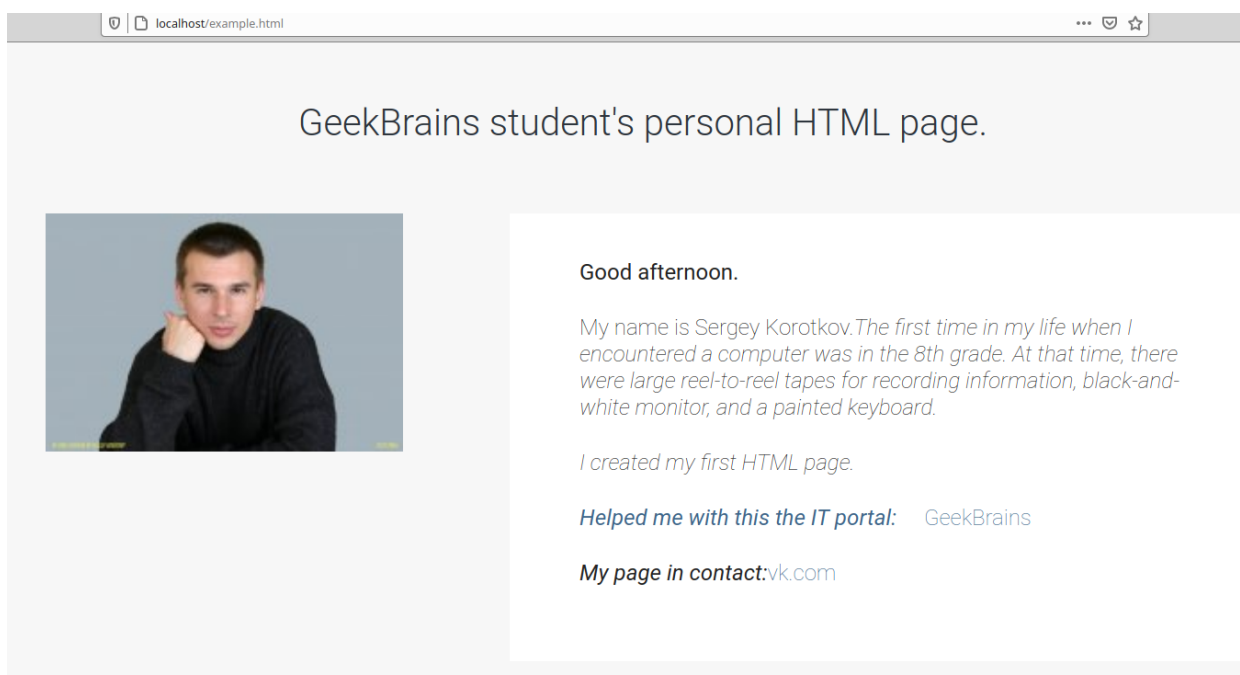 localhost/example.html
GeekBrains student's personal HTML page.
Good afternoon.
My name is Sergey Korotkov.The first time in my life when I
encountered a computer was in the 8th grade. At that time, there
were large reel-to-reel tapes for recording information, black-and-
white monitor, and a painted keyboard.
I created my first HTML page.
Helped me with this the IT portal: GeekBrains
My page in contact:vk.com